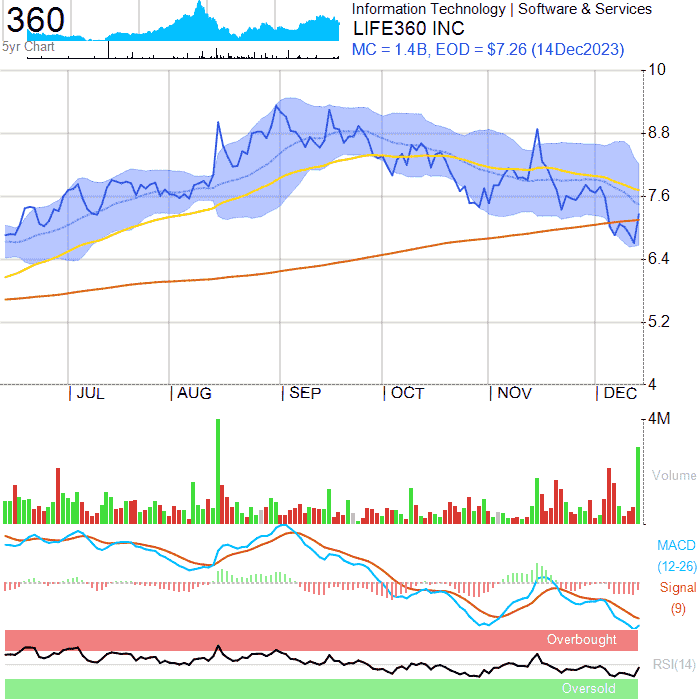 360
5yr Chart
Information Technology | Software & Services
LIFE360 INC
MC = 1.4B, EOD = $7.26 (14Dec2023)
10
8.8
7.6
6.4
5.2
4
JUL
AUG
SEP
OCT
NOV
DEC
4M
Volume
MACD
(12-26)
Signal
(9)
Overbought
RSI(14)
Oversold